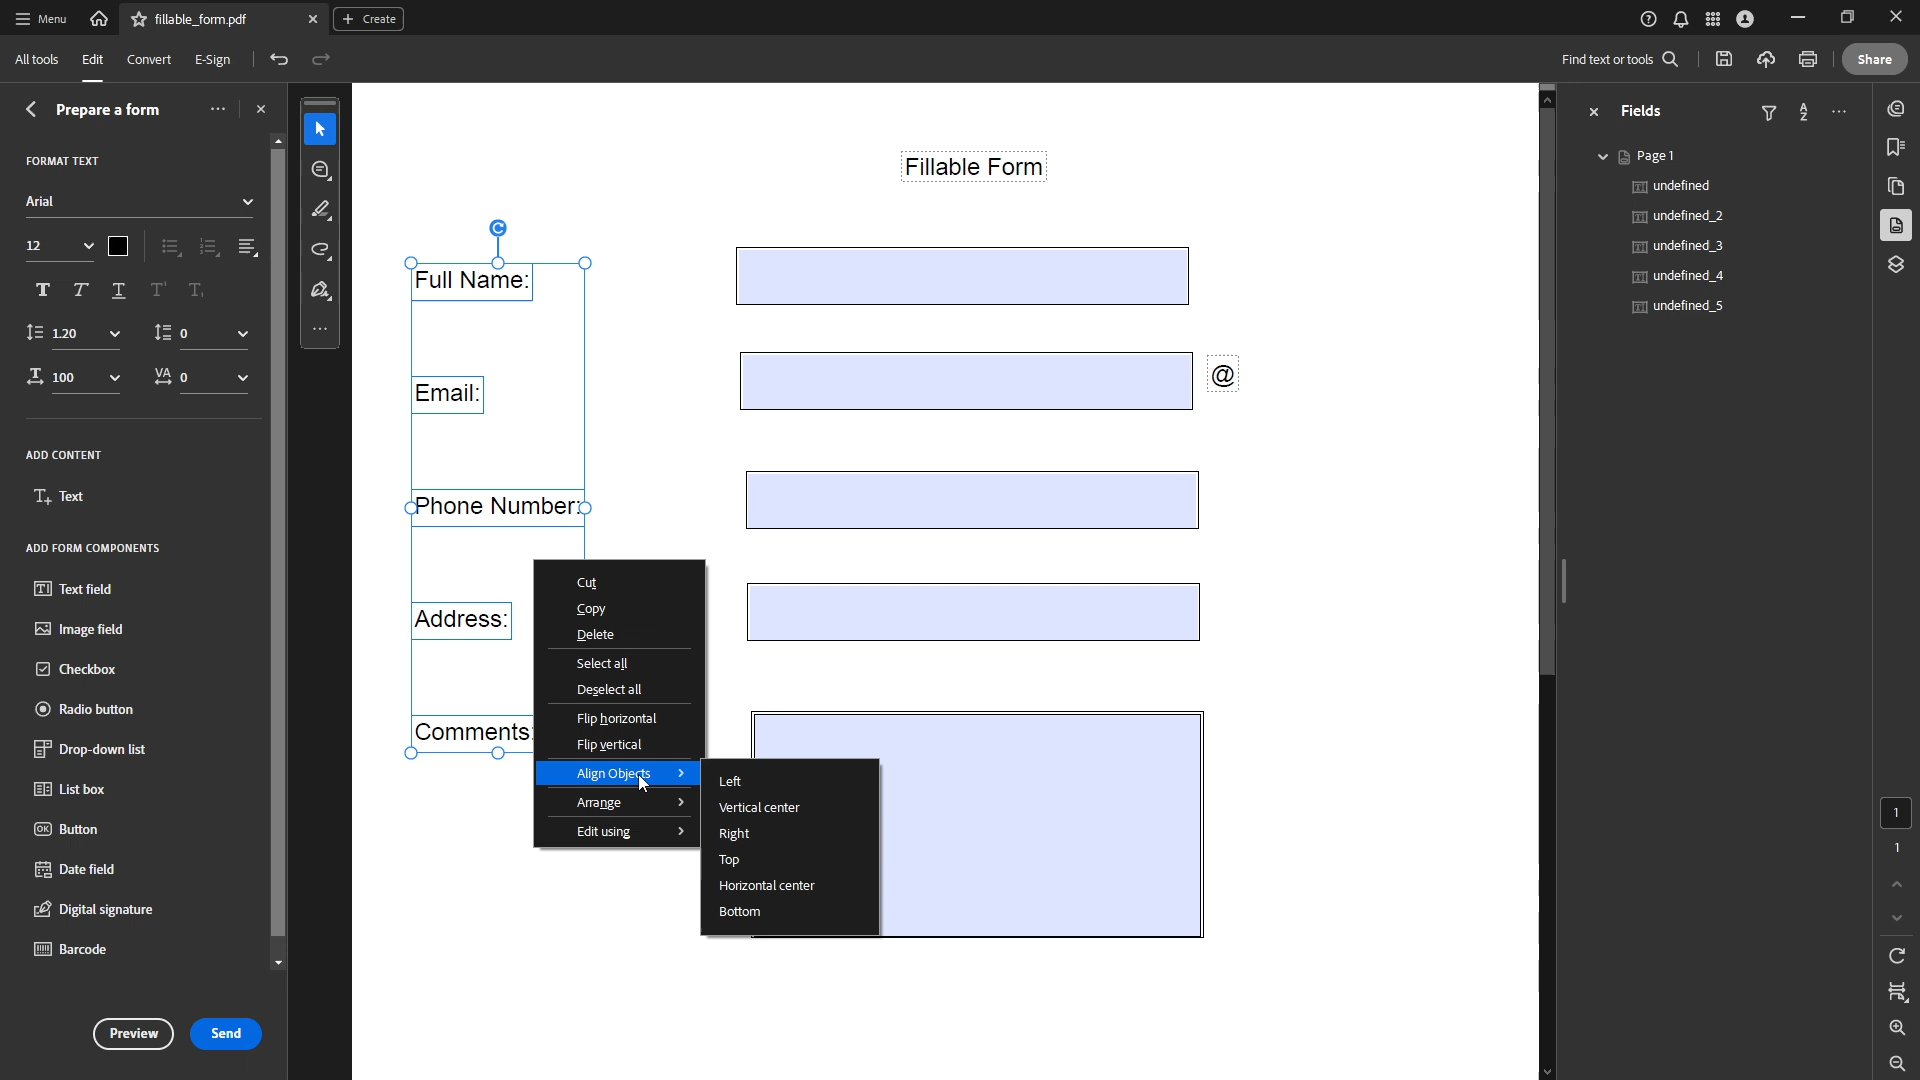 Menu
fillable_form.pdf
Create
All tools
Edit
Convert
E-Sign
Find text or tools
Share
Prepare a form
FORMAT TEXT
Arial
12
1.20
0
100
0
ADD CONTENT
Text
ADD FORM COMPONENTS
Text field
Image field
Checkbox
Radio button
Drop-down list
List box
OK Button
Date field
Digital signature
Barcode
Preview
Send
Fillable Form
Full Name:
Email:
@
Phone Number:
Address:
Comments:
Cut
Copy
Delete
Select all
Deselect all
Flip horizontal
Flip vertical
Align Objects
Arrange
Edit using
Left
Vertical center
Right
Top
Horizontal center
Bottom
Fields
Page 1
undefined
undefined_2
undefined_3
undefined_4
undefined_5
1
1